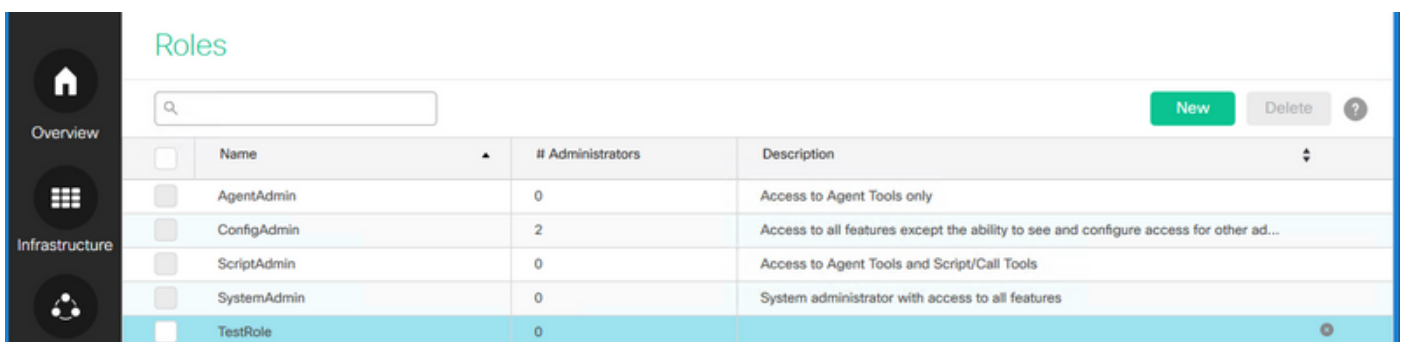 Roles
Overview
New Delete ?
Name # Administrators Description
AgentAdmin 0 Access to Agent Tools only
Infrastructure
ConfigAdmin 2 Access to all features except the ability to see and configure access for other ad...
ScriptAdmin 0 Access to Agent Tools and Script/Call Tools
SystemAdmin 0 System administrator with access to all features
TestRole 0